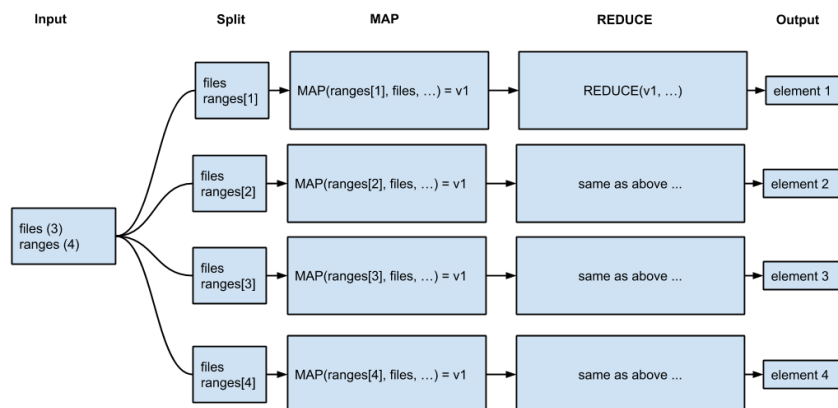 Input
Split
MAP
REDUCE
Output
files
ranges[1]
MAP(ranges[1], files, …) = v1
REDUCE(v1, …)
element 1
files
ranges[2]
MAP(ranges[2], files, …) = v1
same as above ...
element 2
files (3)
ranges (4)
files
ranges[3]
MAP(ranges[3], files, …) = v1
same as above ...
element 3
files
ranges[4]
MAP(ranges[4], files, …) = v1
same as above ...
element 4